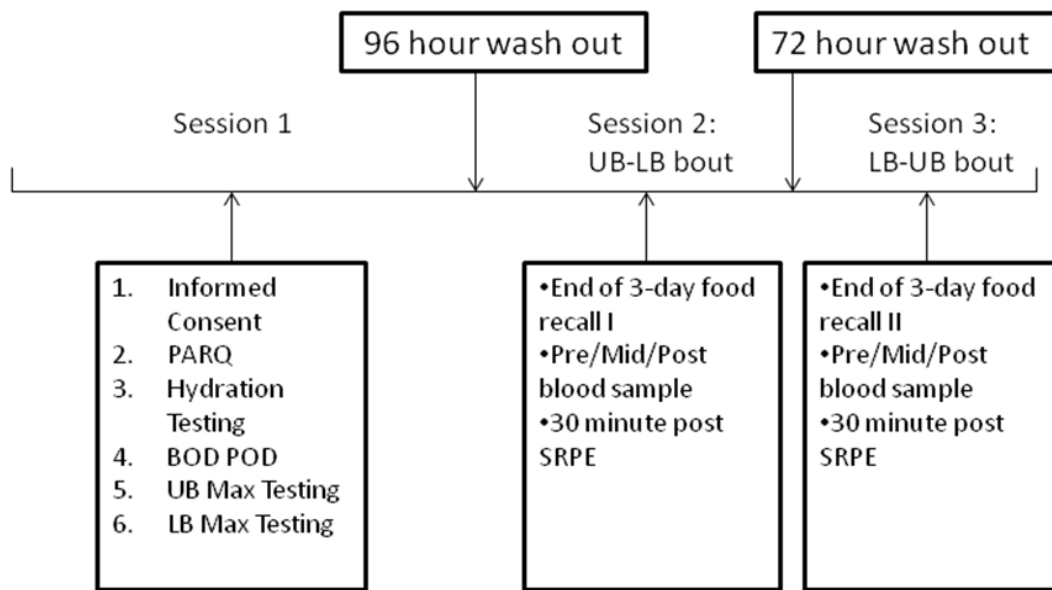 96 hour wash out
72 hour wash out
Session 1
Session 2:
UB-LB bout
Session 3:
LB-UB bout
1. Informed
Consent
2. PARQ
3. Hydration
Testing
4. BOD POD
5. UB Max Testing
6. LB Max Testing
•End of 3-day food
recall I
•Pre/Mid/Post
blood sample
•30 minute post
SRPE
•End of 3-day food
recall II
•Pre/Mid/Post
blood sample
•30 minute post
SRPE